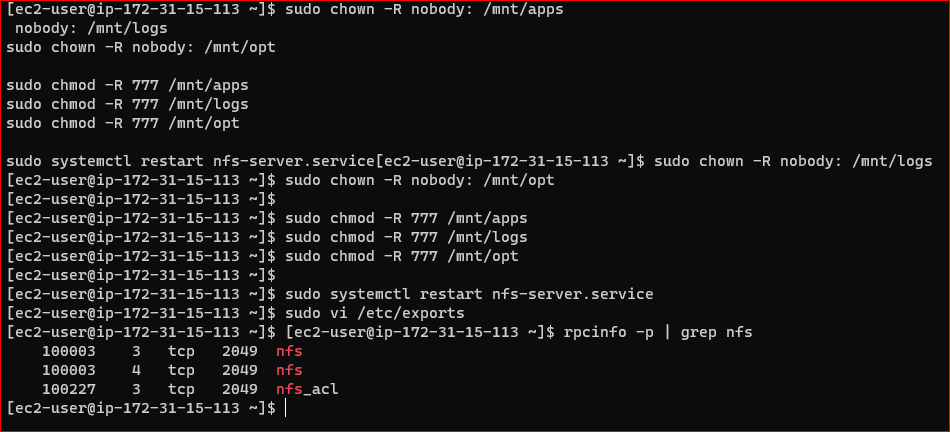 [ec2-user@ip-172-31-15-113 ~]$ sudo chown -R nobody: /mnt/apps
 nobody: /mnt/logs
sudo chown -R nobody: /mnt/opt

sudo chmod -R 777 /mnt/apps
sudo chmod -R 777 /mnt/logs
sudo chmod -R 777 /mnt/opt

sudo systemctl restart nfs-server.service[ec2-user@ip-172-31-15-113 ~]$ sudo chown -R nobody: /mnt/logs
[ec2-user@ip-172-31-15-113 ~]$ sudo chown -R nobody: /mnt/opt
[ec2-user@ip-172-31-15-113 ~]$
[ec2-user@ip-172-31-15-113 ~]$ sudo chmod -R 777 /mnt/apps
[ec2-user@ip-172-31-15-113 ~]$ sudo chmod -R 777 /mnt/logs
[ec2-user@ip-172-31-15-113 ~]$ sudo chmod -R 777 /mnt/opt
[ec2-user@ip-172-31-15-113 ~]$
[ec2-user@ip-172-31-15-113 ~]$ sudo systemctl restart nfs-server.service
[ec2-user@ip-172-31-15-113 ~]$ sudo vi /etc/exports
[ec2-user@ip-172-31-15-113 ~]$ [ec2-user@ip-172-31-15-113 ~]$ rpcinfo -p | grep nfs
    100003    3   tcp   2049  nfs
    100003    4   tcp   2049  nfs
    100227    3   tcp   2049  nfs_acl
[ec2-user@ip-172-31-15-113 ~]$